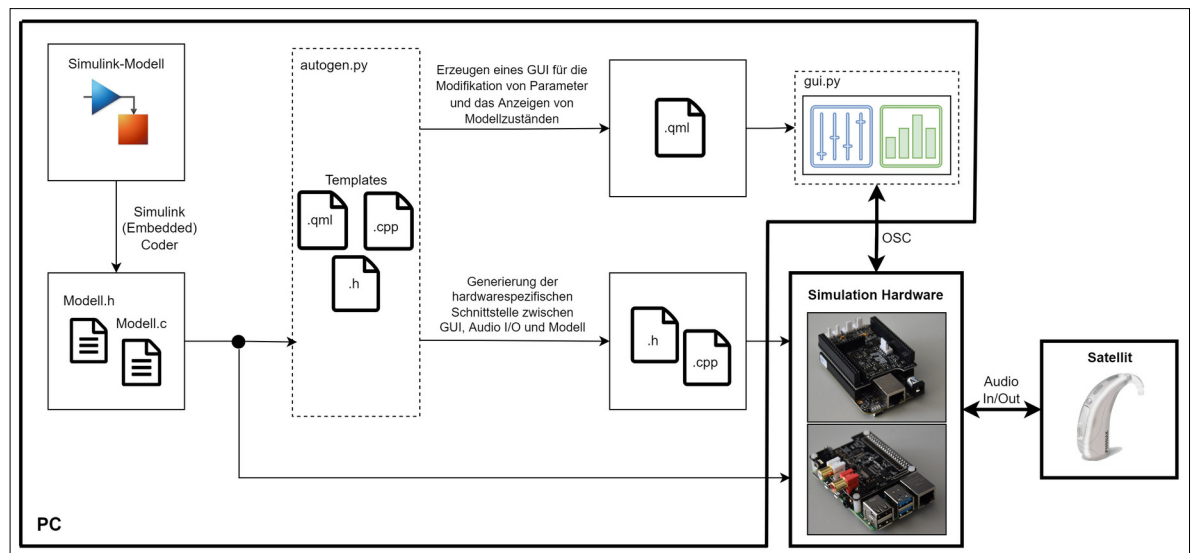 Simulink-Modell
Simulink
(Embedded)
Coder
Modell.h
Modell.c
autogen.py
Templates
.qml
.cpp
.h
Erzeugen eines GUI für die
Modifikation von Parameter
und das Anzeigen von
Modellzuständen
.qml
gui.py
OSC
Generierung der
hardwarespezifischen
Schnittstelle zwischen
GUI, Audio I/O und Modell
.h
.cpp
Simulation Hardware
Audio
In/Out
Satellit
PC